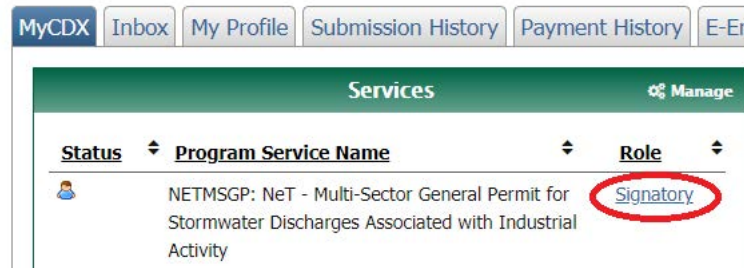 MyCDX Inbox My Profile Submission History Payment History
Services Manage
Status Program Service Name Role
NETMSGP: NeT - Multi-Sector General Permit for Signatory
Stormwater Discharges Associated with Industrial
Activity